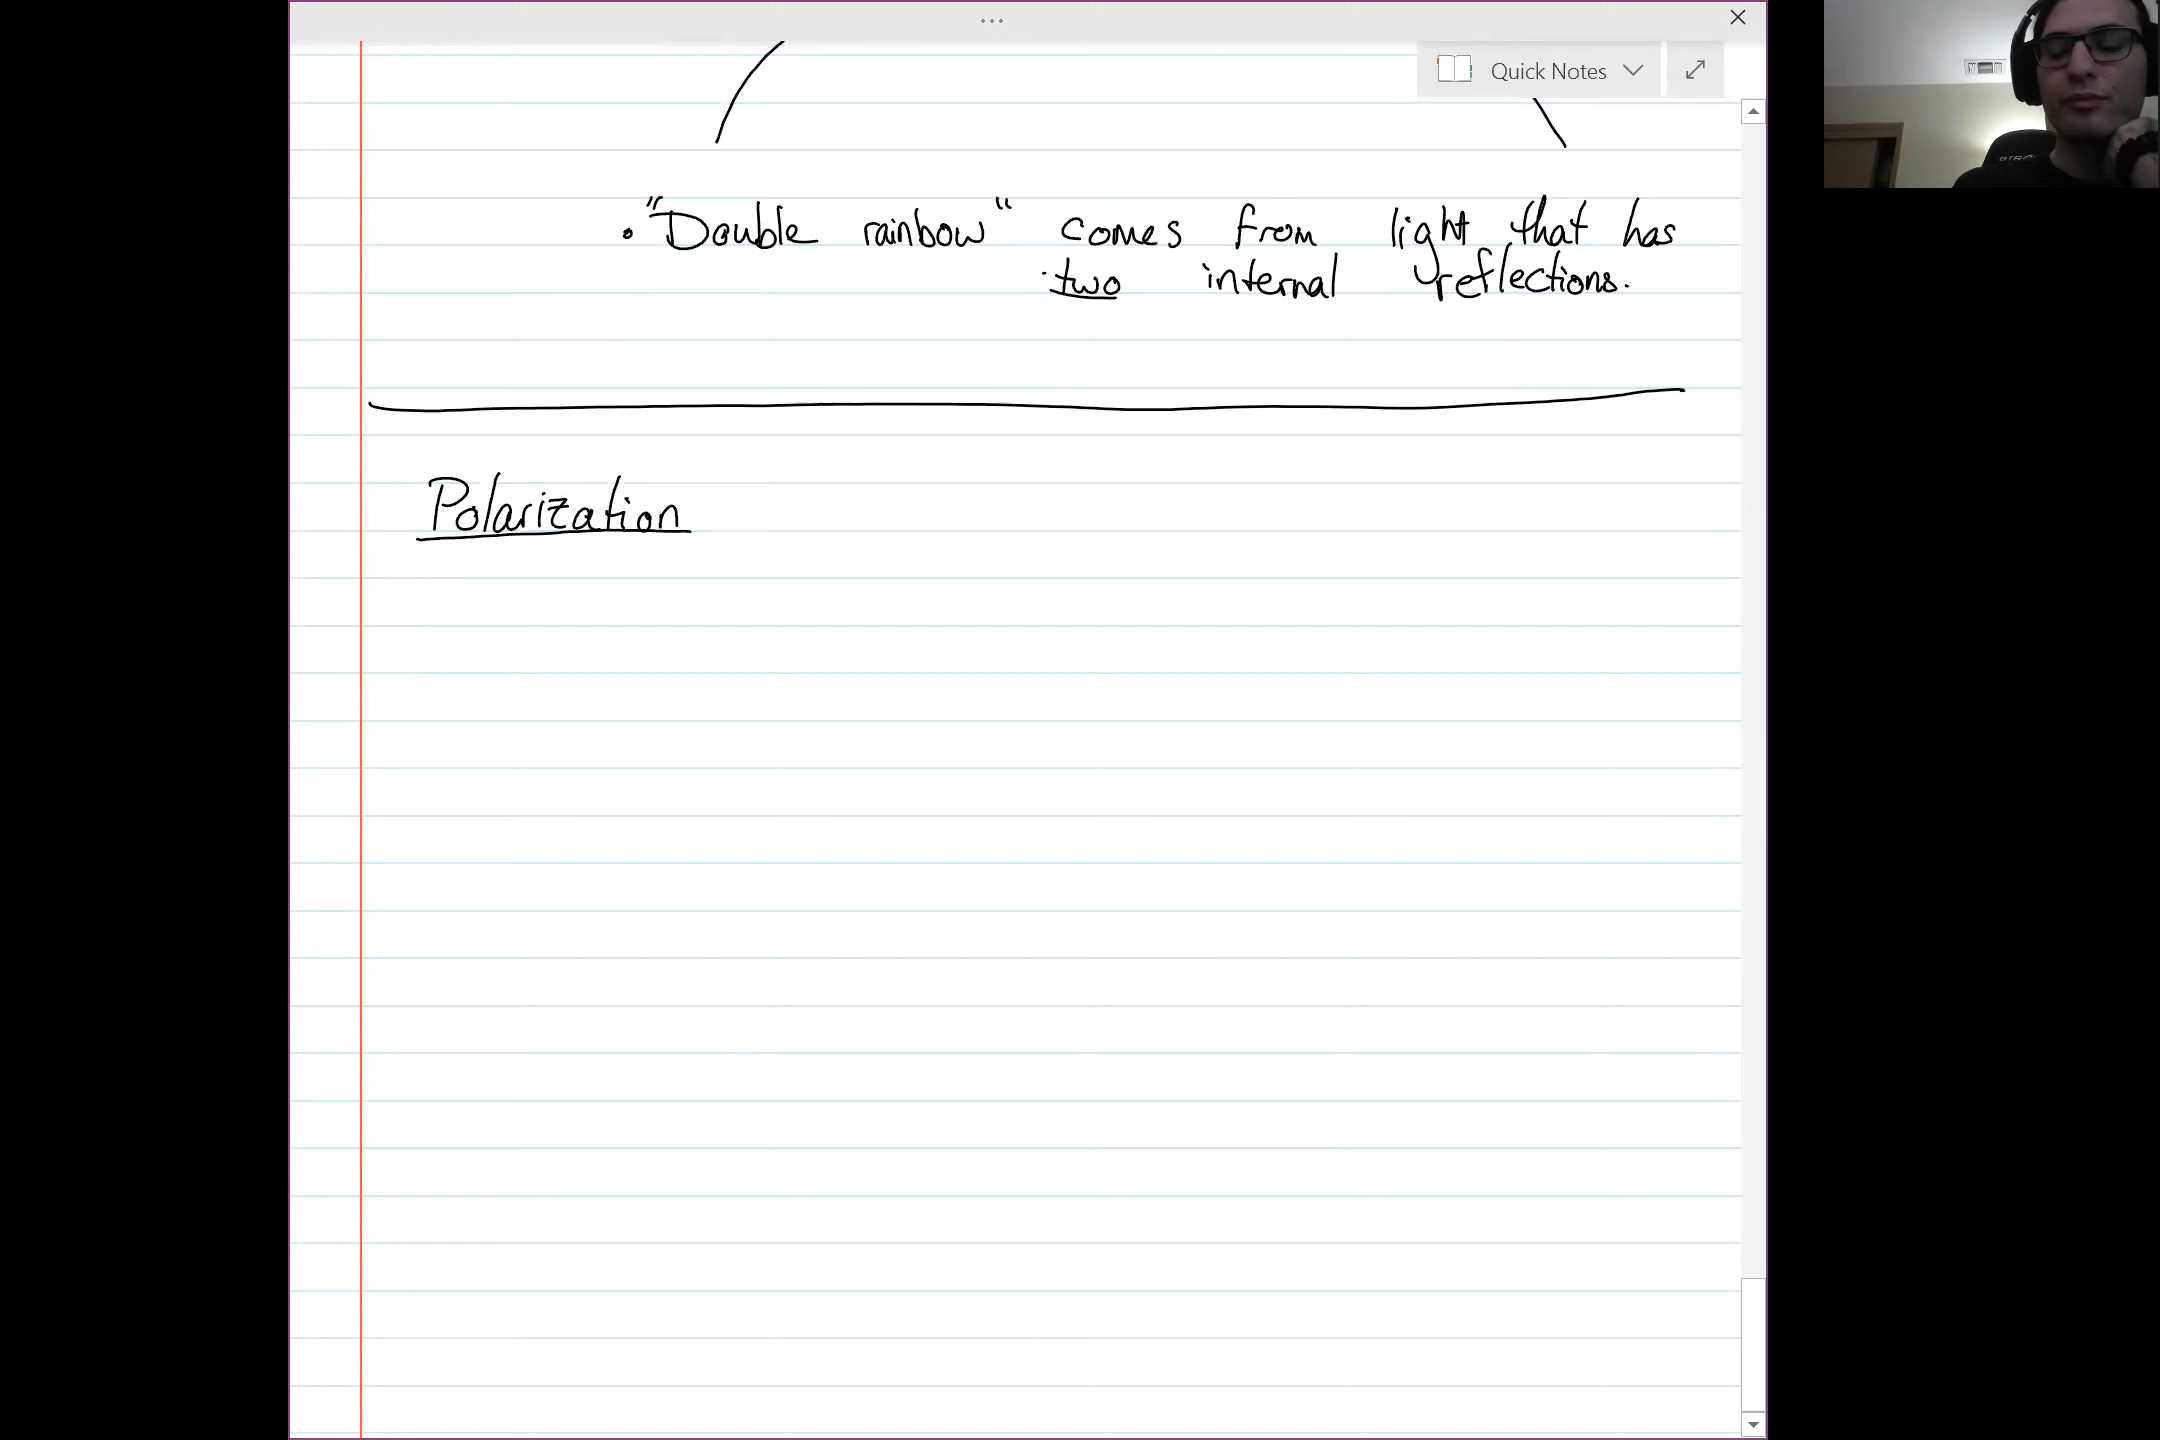 Quick Notes
• "Double rainbow" comes from light that has
two internal reflections.
Polarization